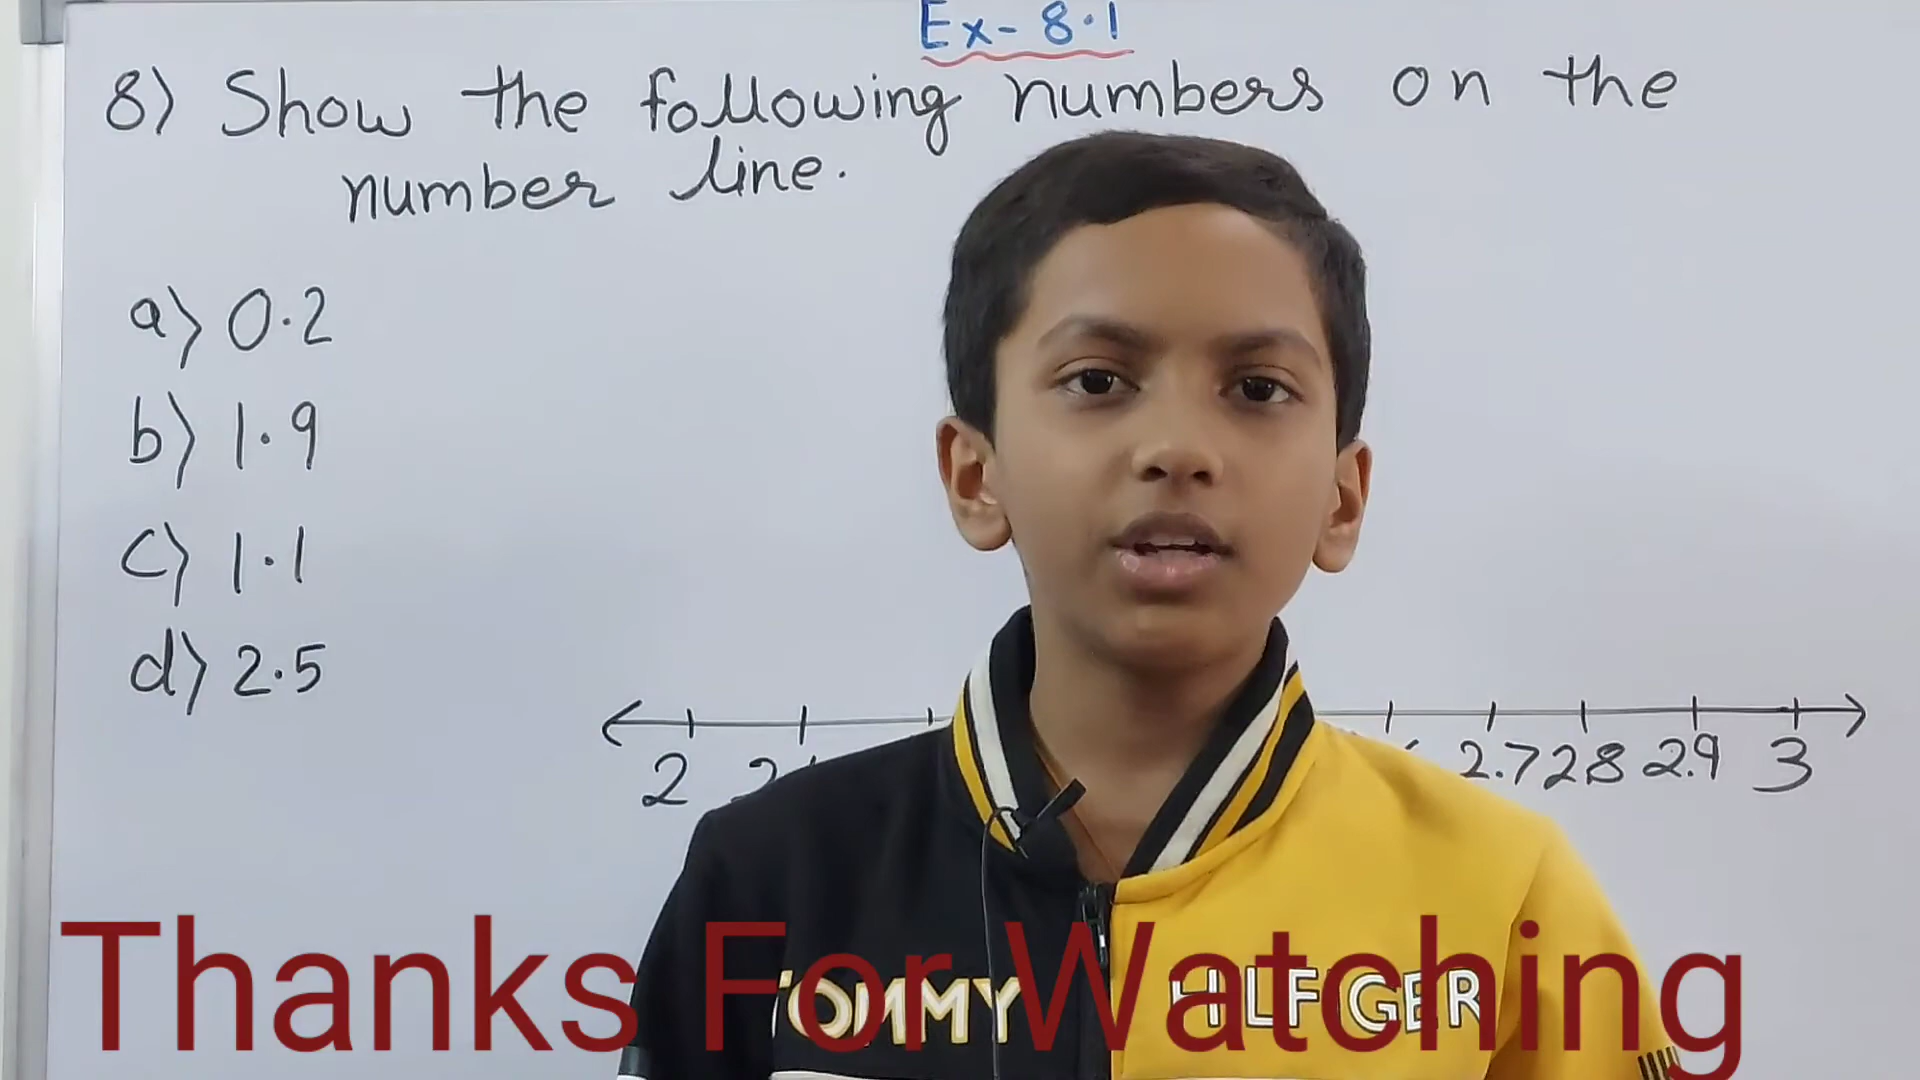 Ex- 8.1
8) Show the following numbers on the
number line.
a) 0.2
b) 1.9
c) 1.1
d) 2.5
2 2.7 2.8 2.9 3
TOMMY HILFIGER
Thanks For Watching